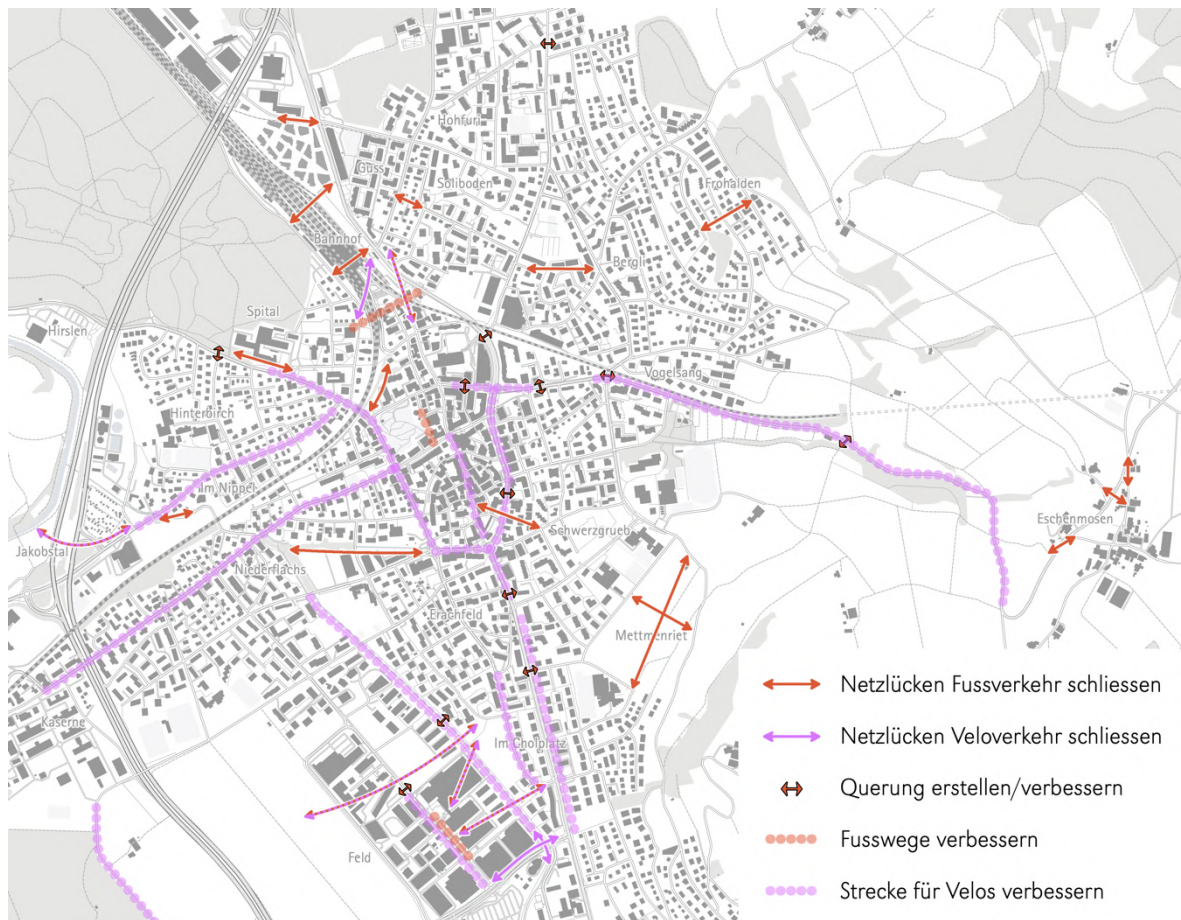 Hohfuri
Guss
Soliboden
Frohalden
Bahnhof
Bergli
Spital
Hirslen
Vogelsang
Hinterbirch
Im Nippel
Eschenmosen
Schwerzgrueb
Jakobstal
Niederflachs
Erachfeld
Mettmenriet
Kaserne
Im Cholplatz
Feld
Netzlücken Fussverkehr schliessen
Netzlücken Veloverkehr schliessen
Querung erstellen/verbessern
Fusswege verbessern
Strecke für Velos verbessern